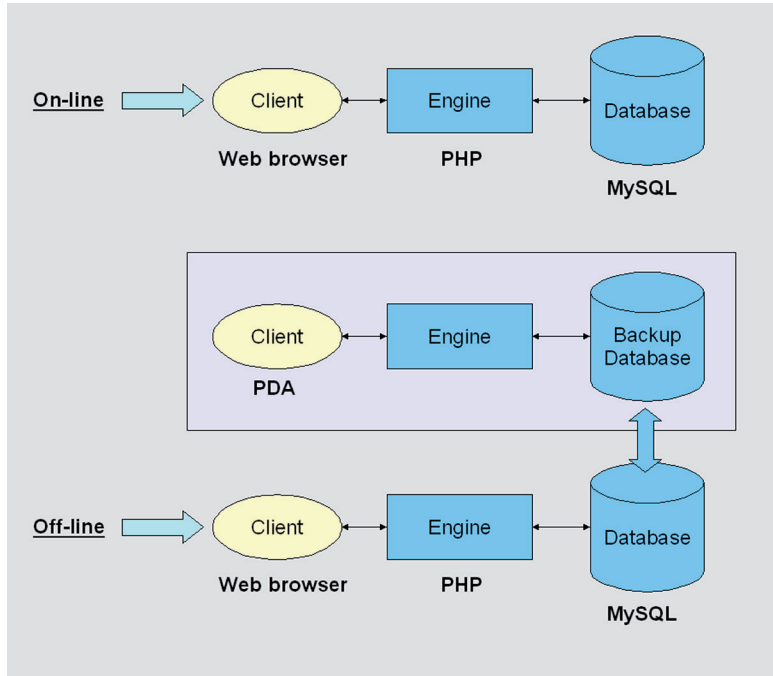 On-line
Client
Engine
Database
Web browser
PHP
MySQL
Client
Engine
Backup
Database
PDA
Off-line
Client
Engine
Database
Web browser
PHP
MySQL